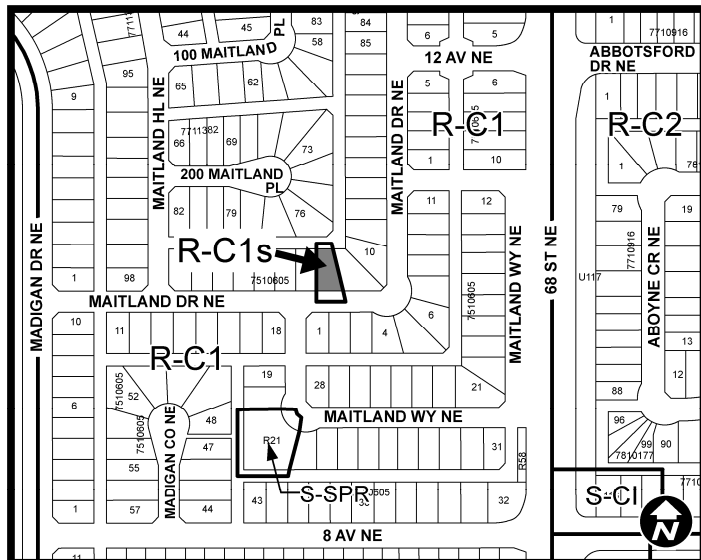 44
45
PL
83
84
6
5
1
7710916
77111
100 MAITLAND
58
85
12 AV NE
ABBOTSFORD
DR NE
95
65
62
5
6
1
9
MAITLAND HL NE
7711382
66
69
73
MAITLAND DR NE
R-C1
R-C2
1
10
1
200 MAITLAND
PL
82
79
76
11
12
79
19
7710916
R-C1s
10
MAITLAND WY NE
68 ST NE
U117
ABOYNE CR NE
MADIGAN DR NE
1
98
7510605
7510605
MAITLAND DR NE
10
11
18
1
4
6
13
R-C1
19
28
21
12
7510605
52
88
6
48
MAITLAND WY NE
96
7510605
MADIGAN CO NE
47
R21
31
R58
99
90
7810177
55
S-SPR
S-CI
1
57
44
43
32
8 AV NE
11
N